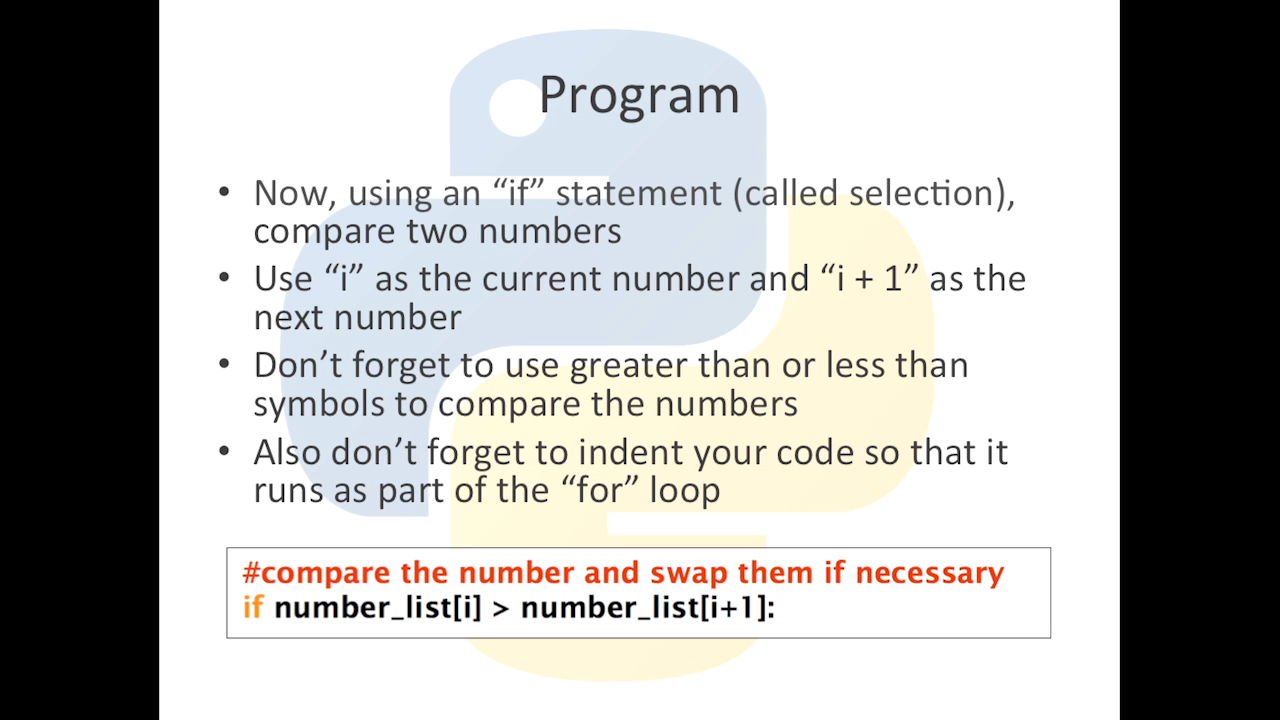 Program
• Now, using an “if” statement (called selection),
compare two numbers
• Use “i” as the current number and “i + 1” as the
next number
• Don’t forget to use greater than or less than
symbols to compare the numbers
• Also don’t forget to indent your code so that it
runs as part of the “for” loop
#compare the number and swap them if necessary
if number_list[i] > number_list[i+1]: